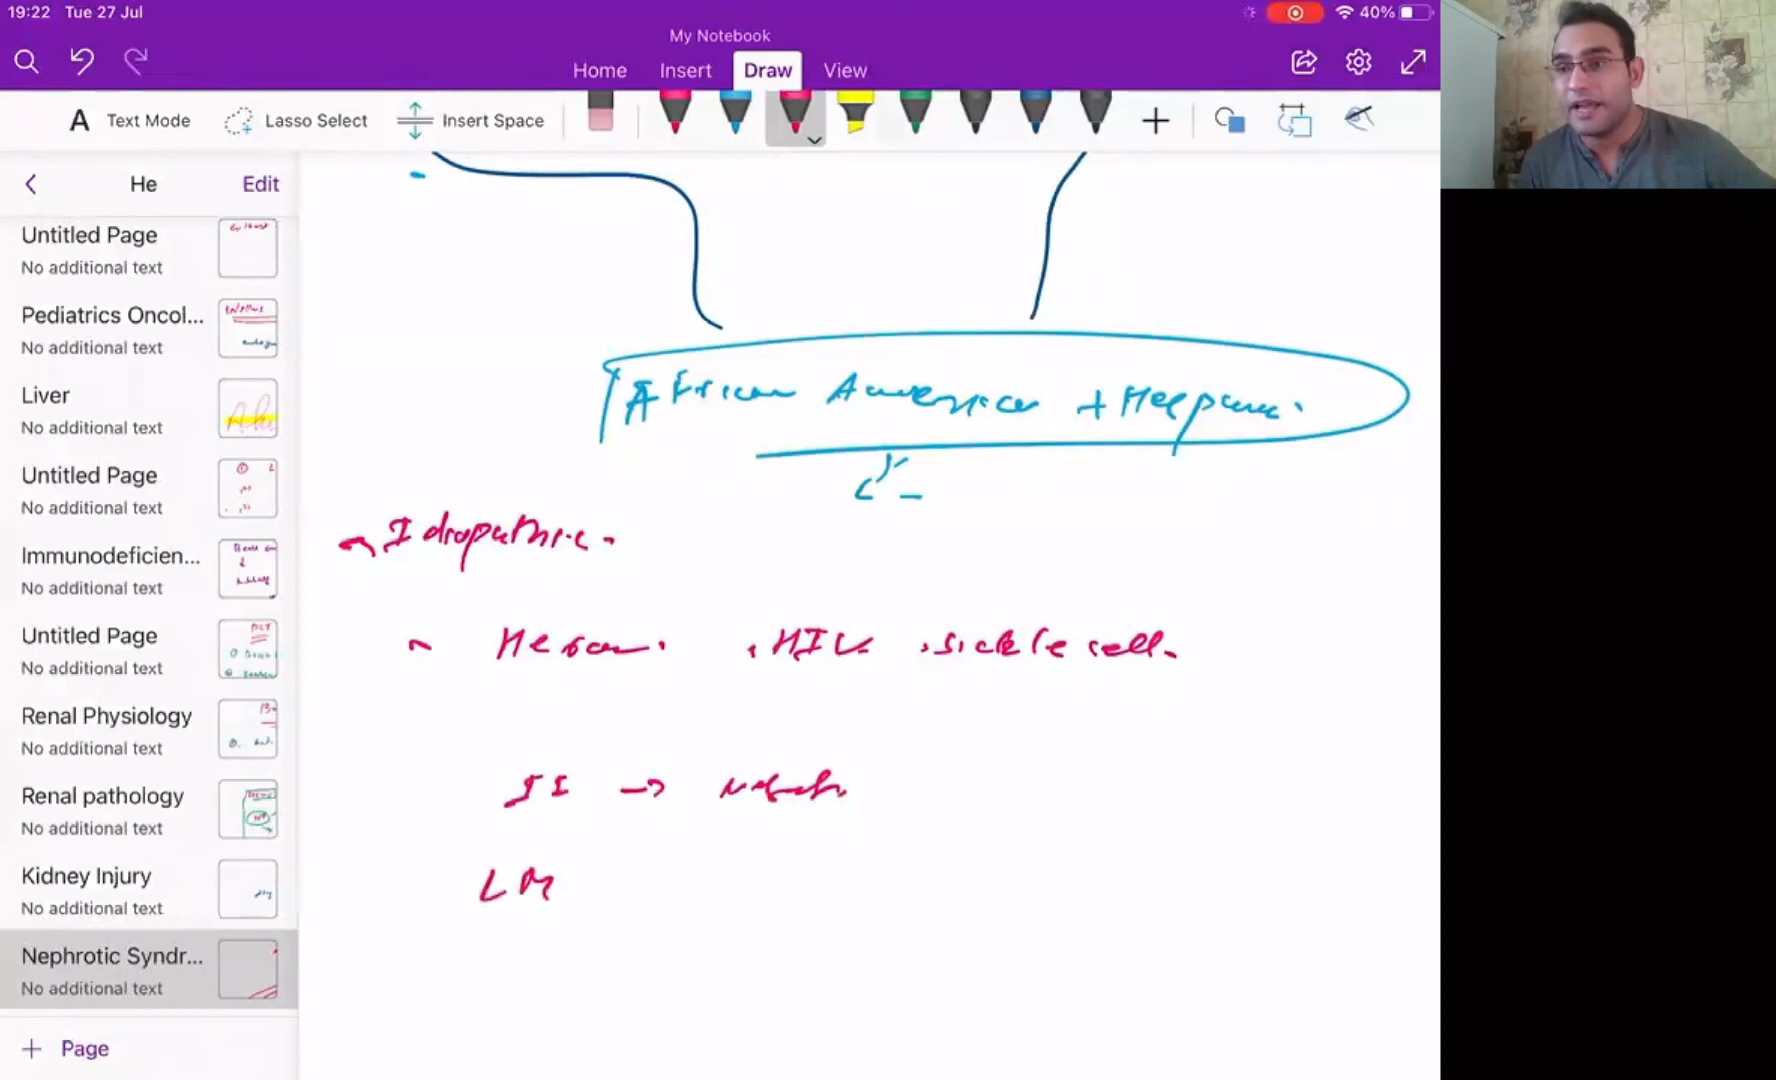 19:22 Tue 27 Jul
40%
My Notebook
Home Insert Draw View
A Text Mode Lasso Select Insert Space
He Edit
Untitled Page
No additional text
Pediatrics Oncol...
No additional text
Liver
No additional text
Untitled Page
No additional text
Immunodeficien...
No additional text
Untitled Page
No additional text
Renal Physiology
No additional text
Renal pathology
No additional text
Kidney Injury
No additional text
Nephrotic Syndr...
No additional text
+ Page
African American +
Idiopathic.
. HIV . sickle cell.
→
LM